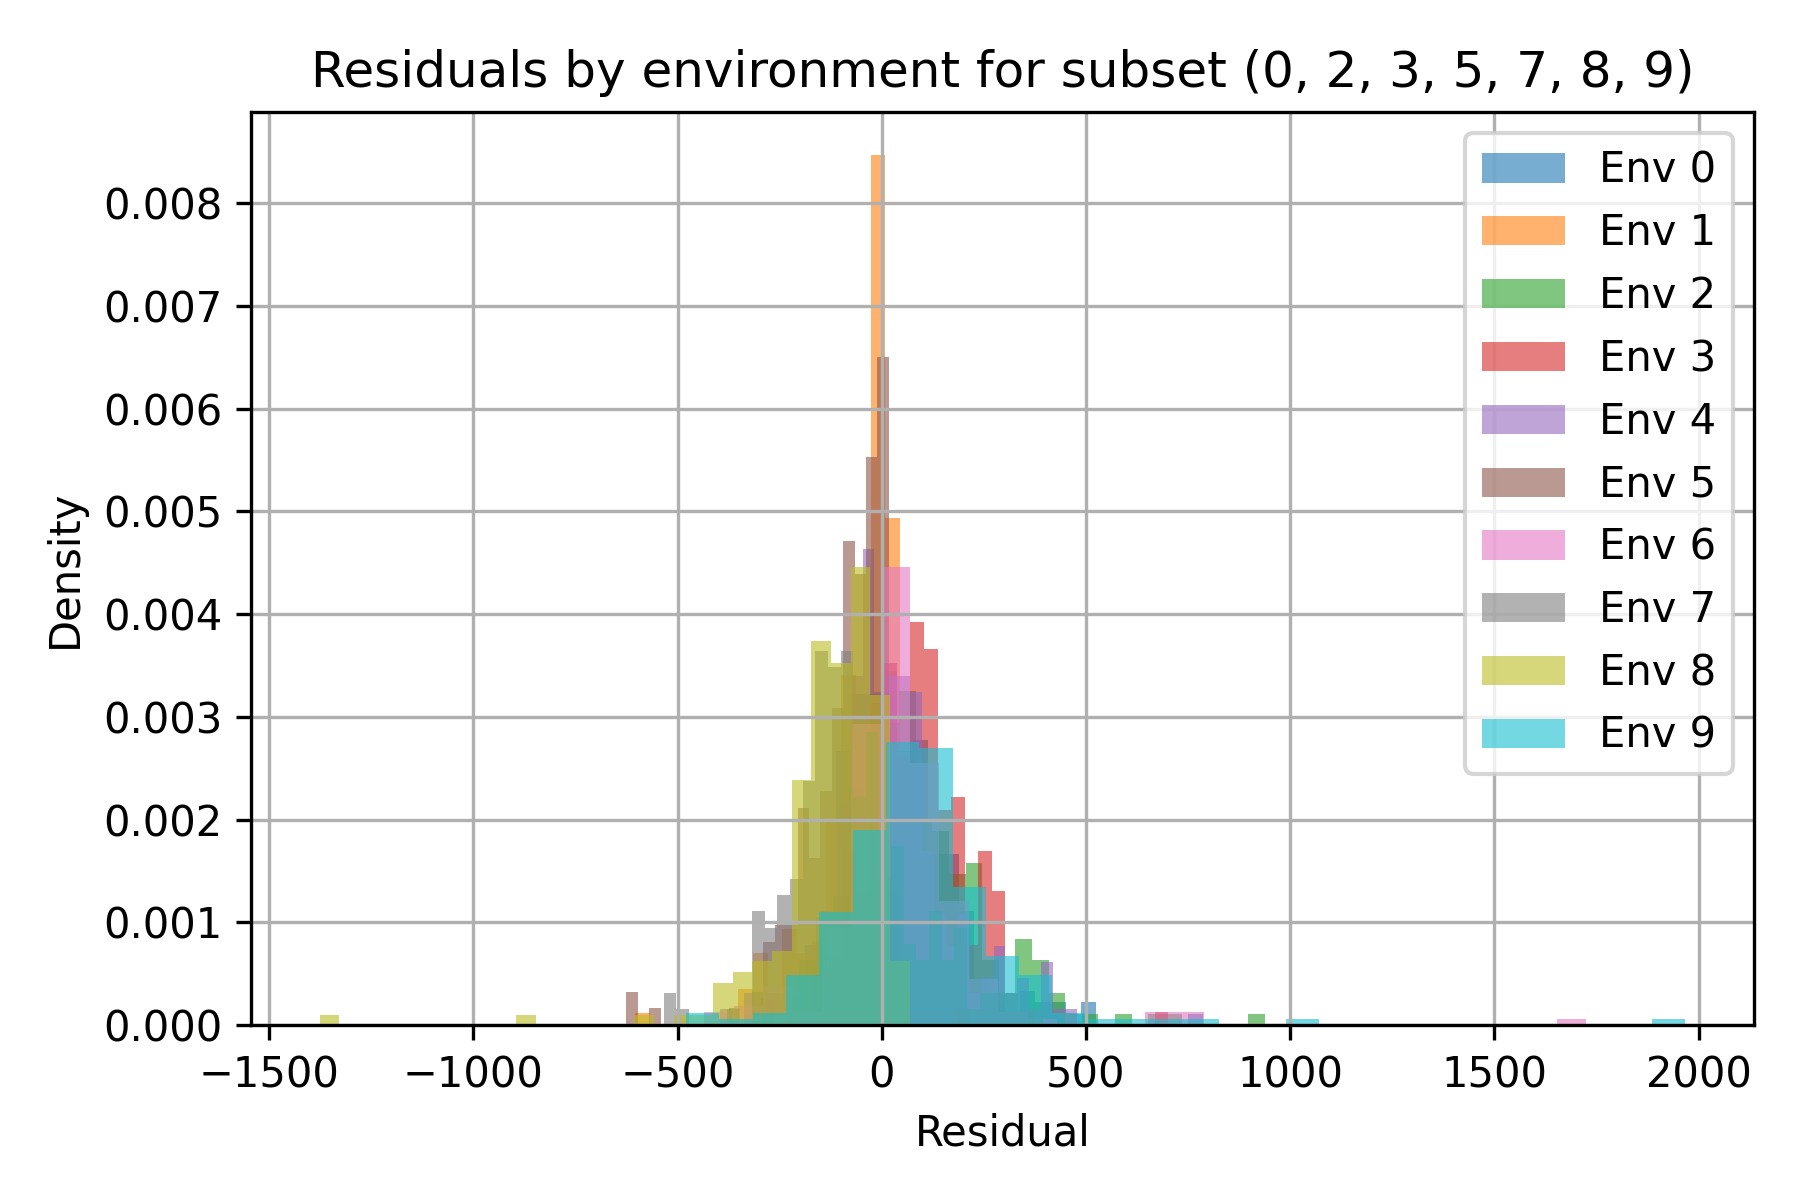 Residuals by environment for subset (0, 2, 3, 5, 7, 8, 9)
Env 0
Env 1
Env 2
Env 3
Env 4
Env 5
Env 6
Env 7
Env 8
Env 9
Density
0.008
0.007
0.006
0.005
0.004
0.003
0.002
0.001
0.000
−1500 −1000 −500 0 500 1000 1500 2000
Residual